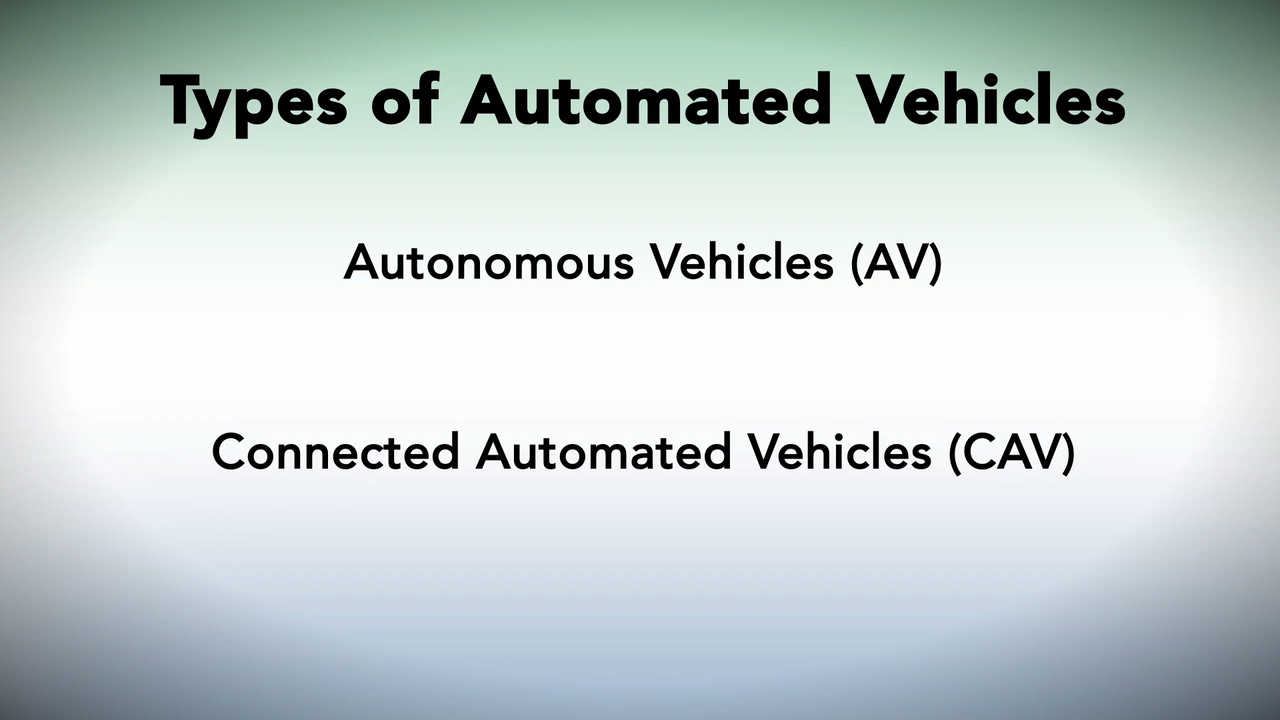 Types of Automated Vehicles
Autonomous Vehicles (AV)
Connected Automated Vehicles (CAV)